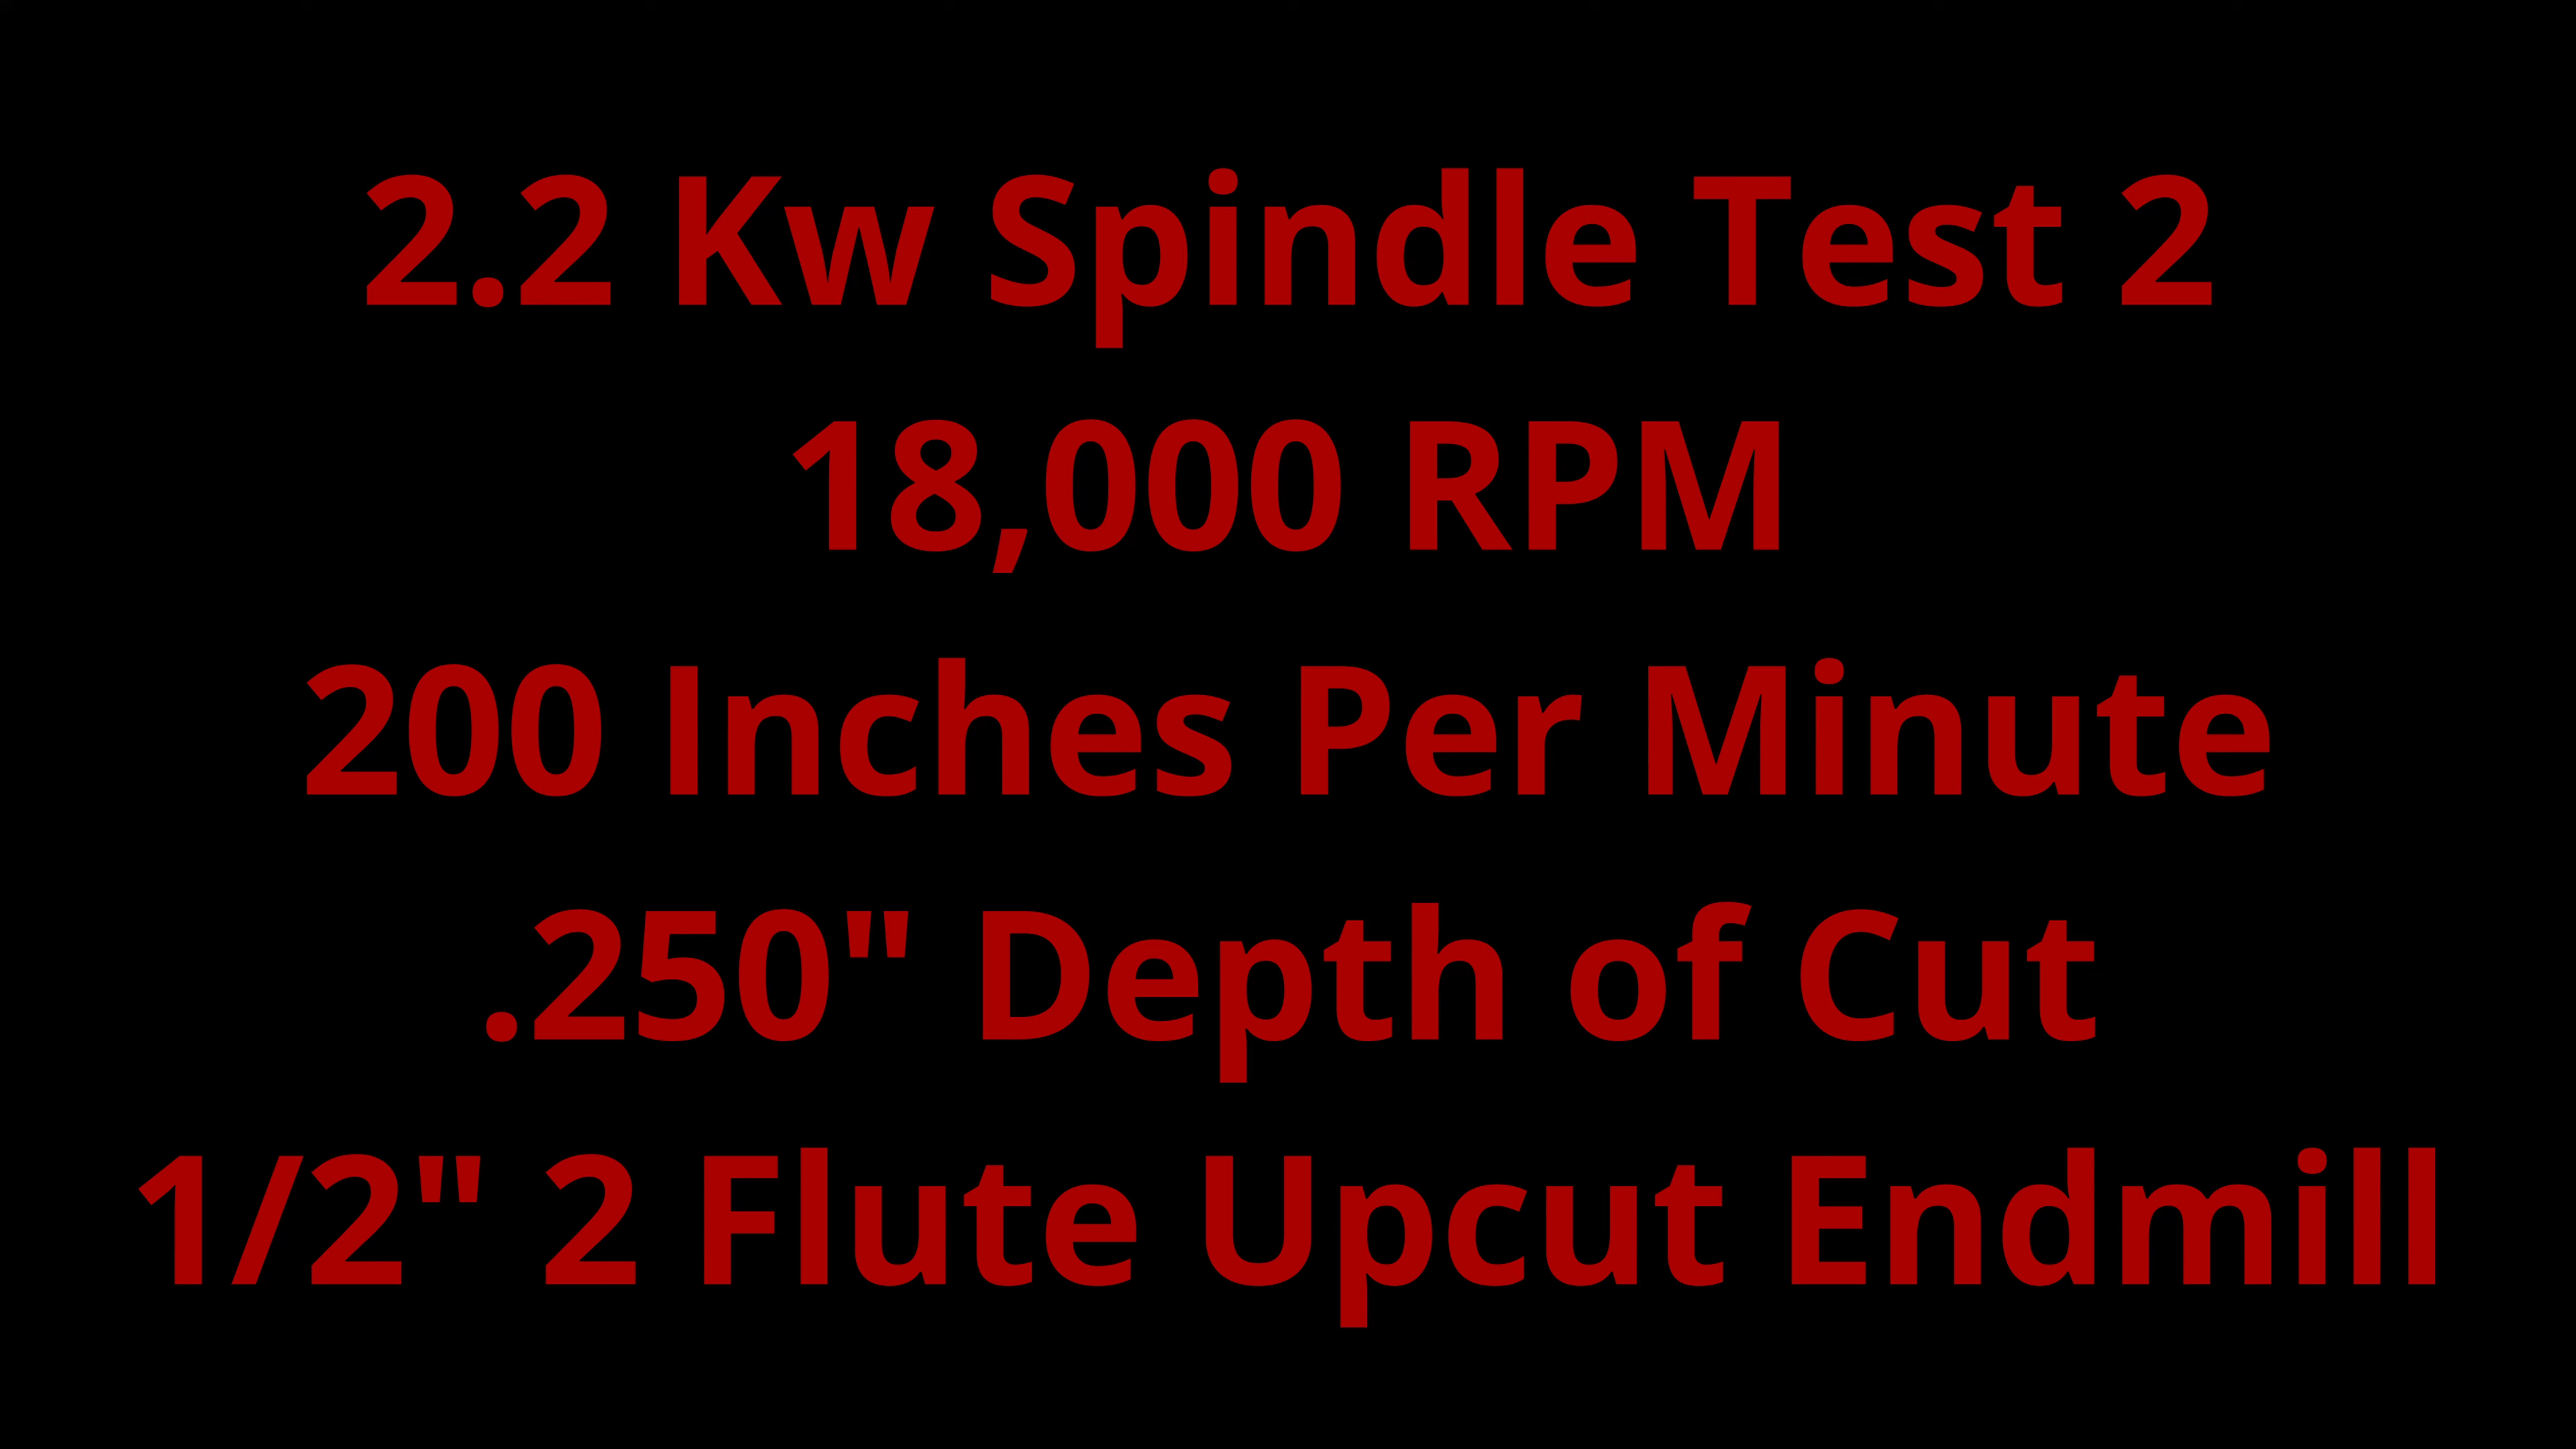 2.2 Kw Spindle Test 2
18,000 RPM
200 Inches Per Minute
.250" Depth of Cut
1/2" 2 Flute Upcut Endmill